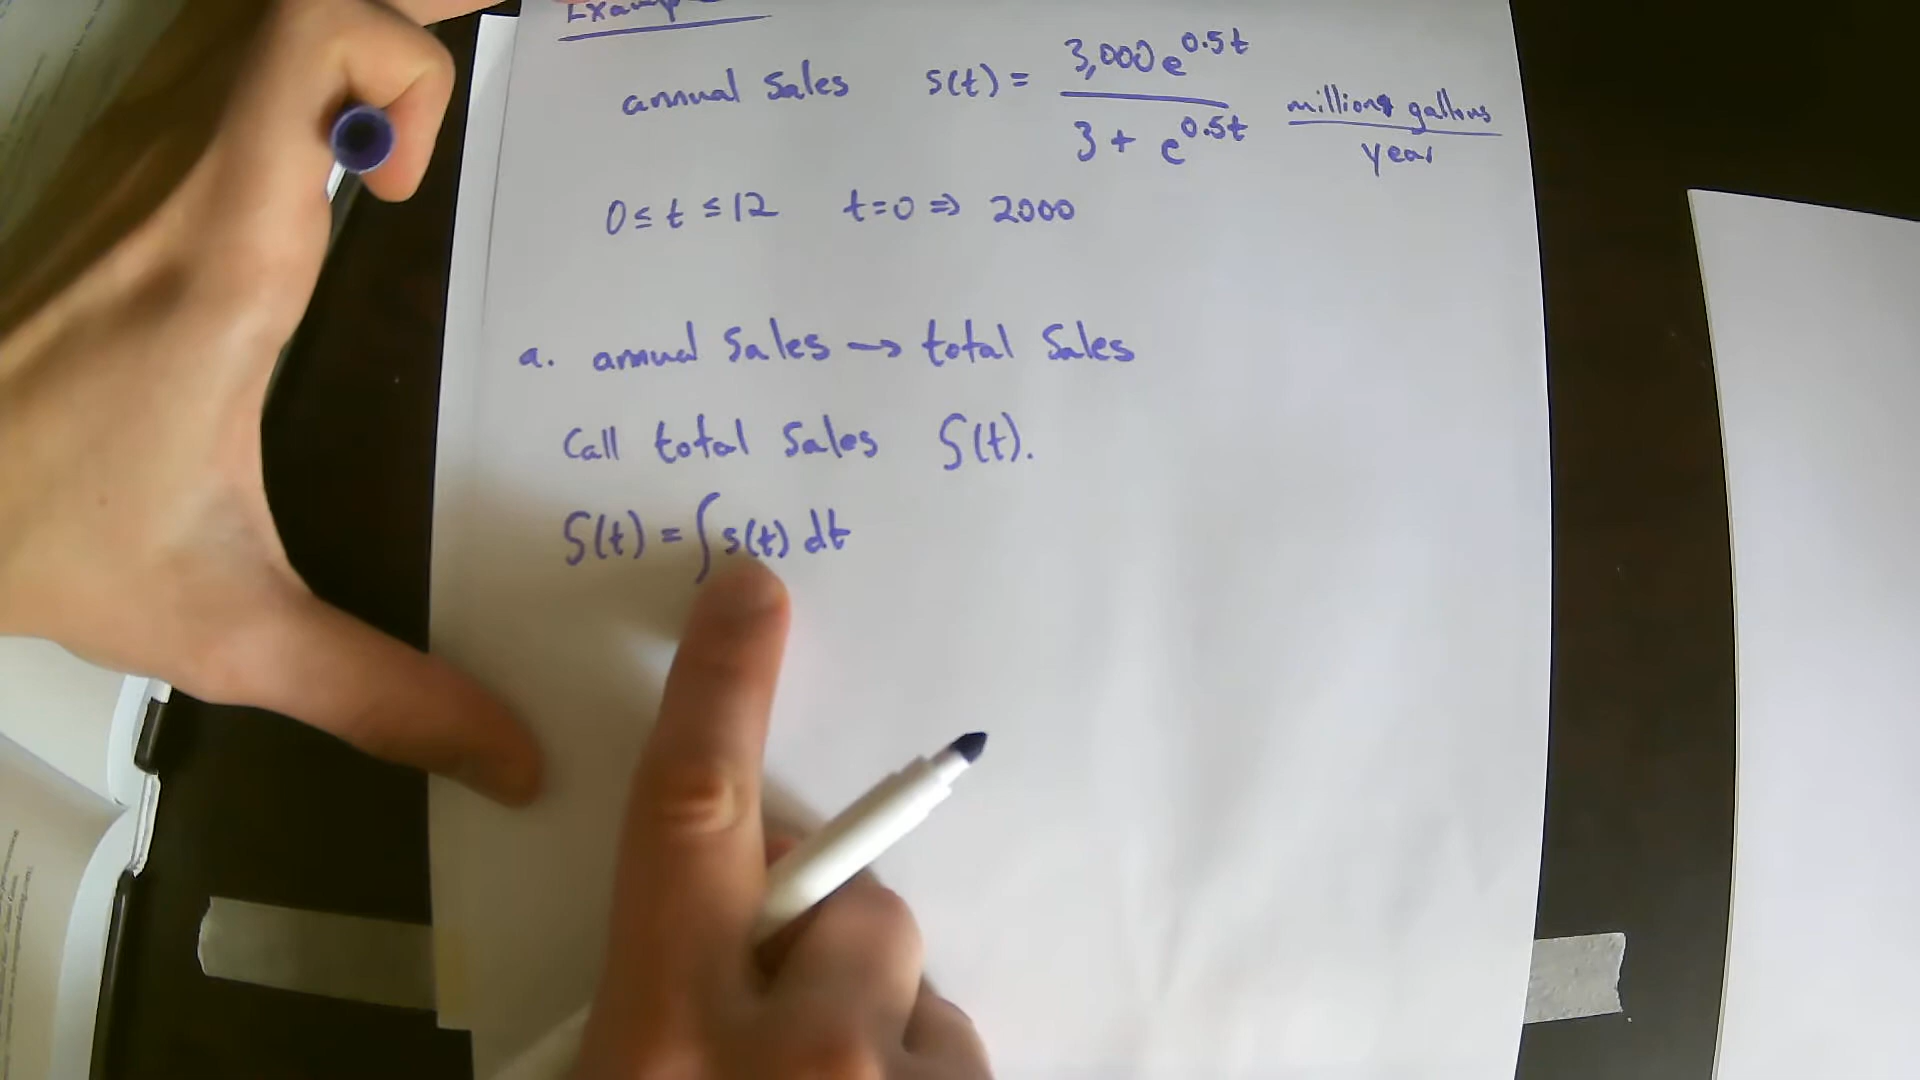 annual Sales s(t) = 3,000 e^0.5t / 3 + e^0.5t millions gallons / year
0 ≤ t ≤ 12 t=0 ⇒ 2000
a. annual Sales → total Sales
Call total Sales S(t).
S(t) = ∫ s(t) dt